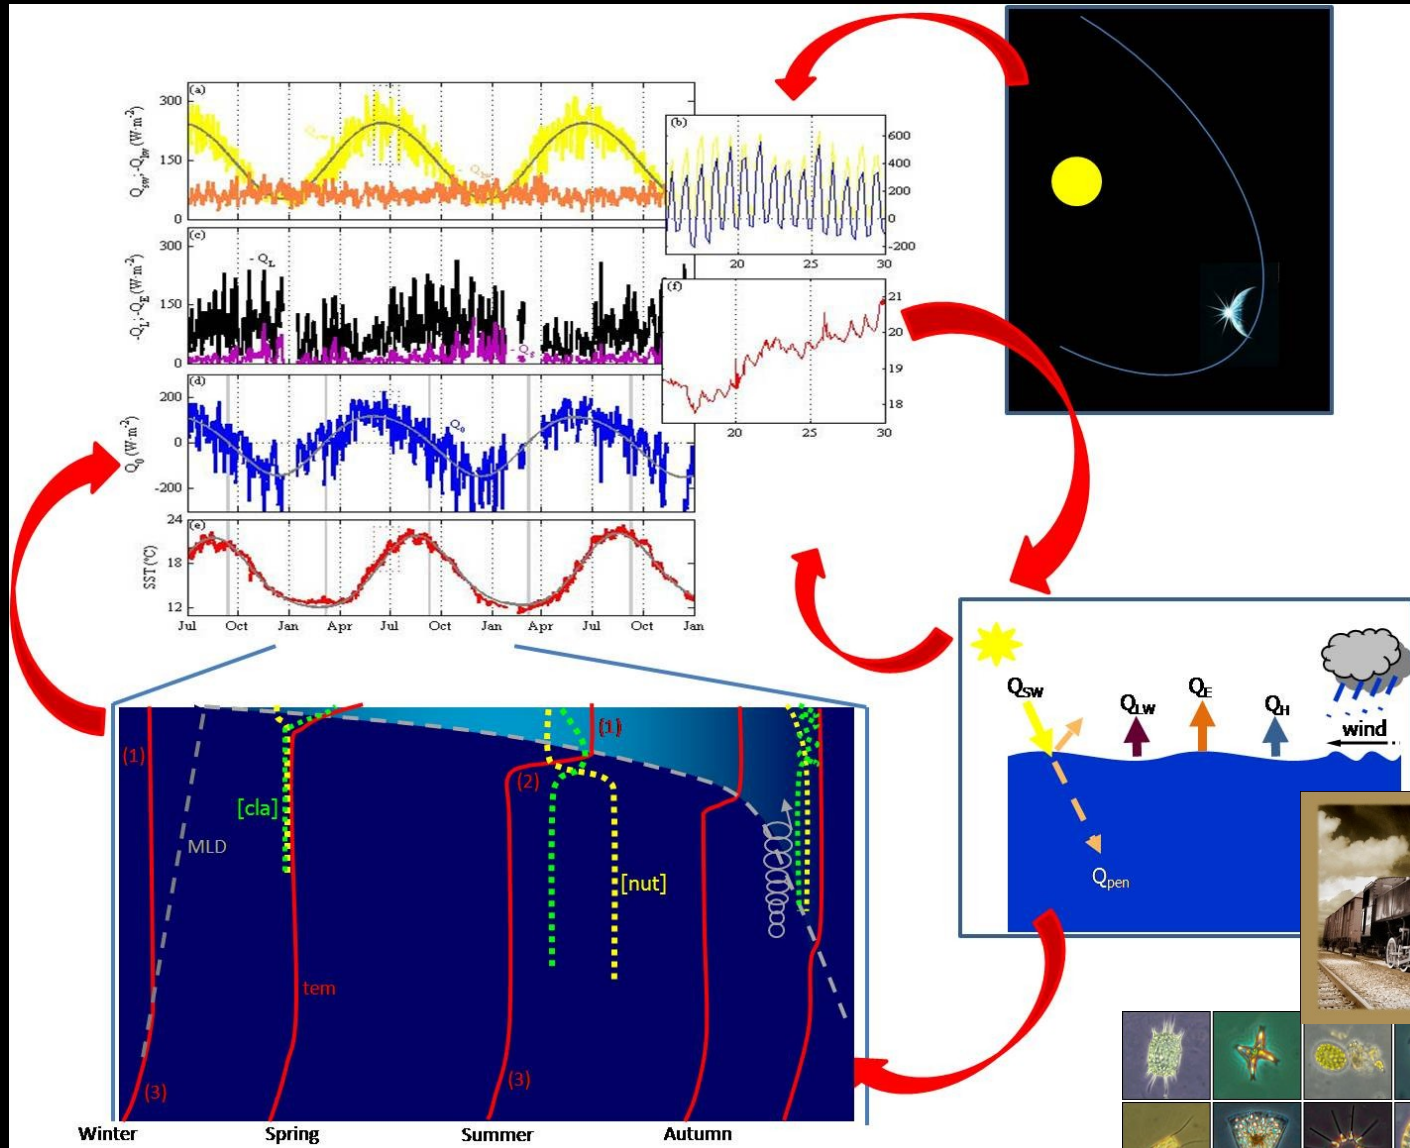 (a)
300
150
0
Q_sw, -Q_lw (W·m-2)
(b)
600
400
200
0
-200
20
25
30
(c)
300
150
0
-Q_L; -Q_E (W·m-2)
- Q_L
- Q_s
(d)
200
0
-200
Q_0 (W·m-2)
Q_0
(e)
24
18
12
SST (°C)
Jul
Oct
Jan
Apr
Jul
Oct
Jan
Apr
Jul
Jan
(f)
21
20
19
18
20
25
30
Q_SW
Q_LW
Q_E
Q_H
wind
Q_pen
(1)
(1)
(2)
[cla]
MLD
[nut]
tem
(3)
(3)
Winter
Spring
Summer
Autumn